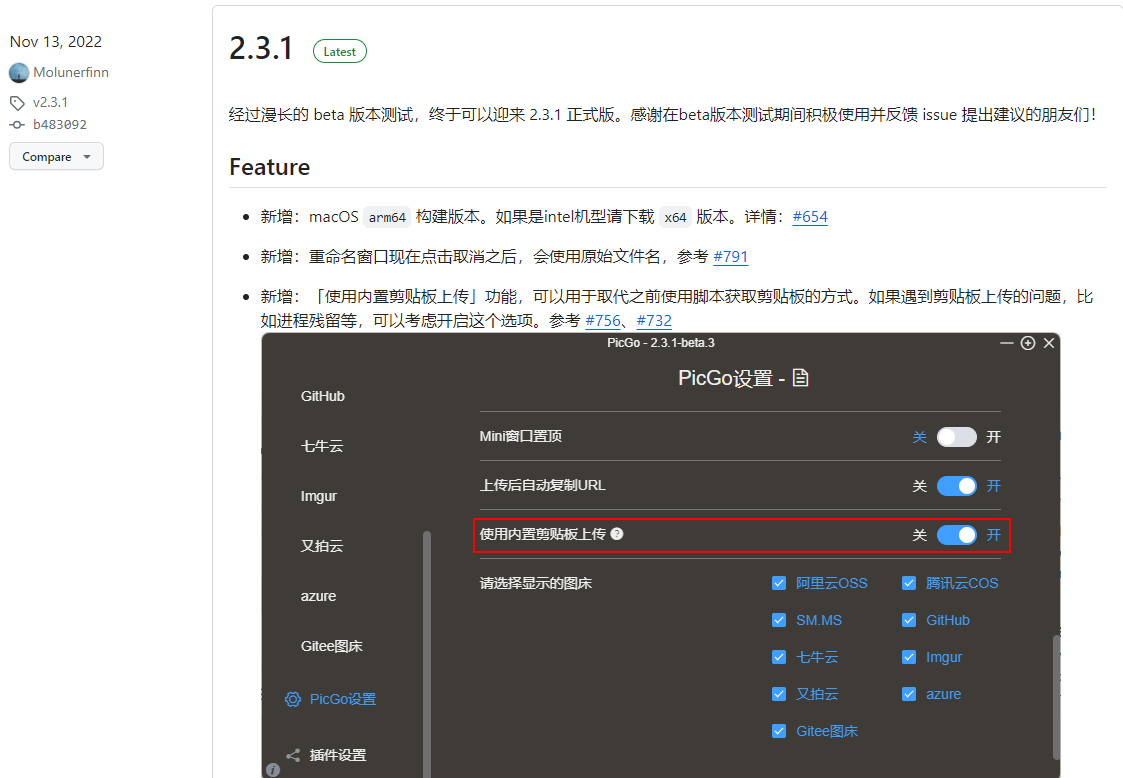 Nov 13, 2022
Molunerfinn
v2.3.1
b483092
Compare
2.3.1 Latest
经过漫长的 beta 版本测试，终于可以迎来 2.3.1 正式版。感谢在beta版本测试期间积极使用并反馈 issue 提出建议的朋友们！
Feature
新增：macOS arm64 构建版本。如果是intel机型请下载 x64 版本。详情：#654
新增：重命名窗口现在点击取消之后，会使用原始文件名，参考 #791
新增：「使用内置剪贴板上传」功能，可以用于取代之前使用脚本获取剪贴板的方式。如果遇到剪贴板上传的问题，比
如进程残留等，可以考虑开启这个选项。参考 #756、#732
PicGo - 2.3.1-beta.3
PicGo设置 -
GitHub
七牛云
Imgur
又拍云
azure
Gitee图床
PicGo设置
插件设置
Mini窗口置顶 关 开
上传后自动复制URL 关 开
使用内置剪贴板上传 ? 关 开
请选择显示的图床 阿里云OSS 腾讯云COS
SM.MS GitHub
七牛云 Imgur
又拍云 azure
Gitee图床